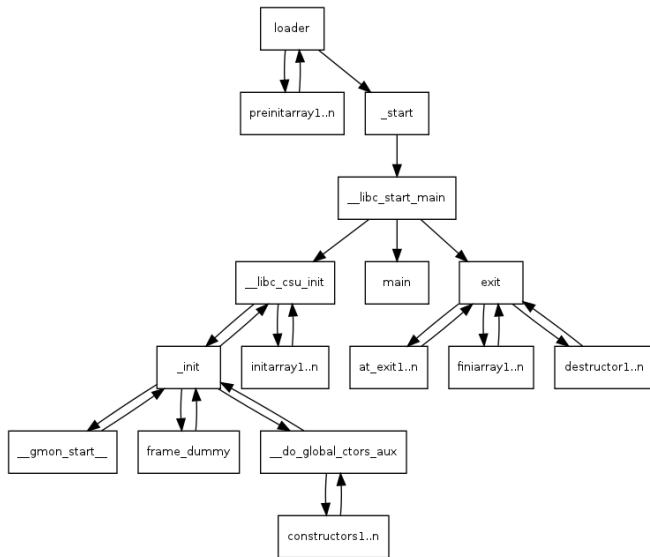 loader
preinitarray1..n
_start
__libc_start_main
__libc_csu_init
main
exit
_init
initarray1..n
at_exit1..n
finiarray1..n
destructor1..n
__gmon_start__
frame_dummy
__do_global_ctors_aux
constructors1..n